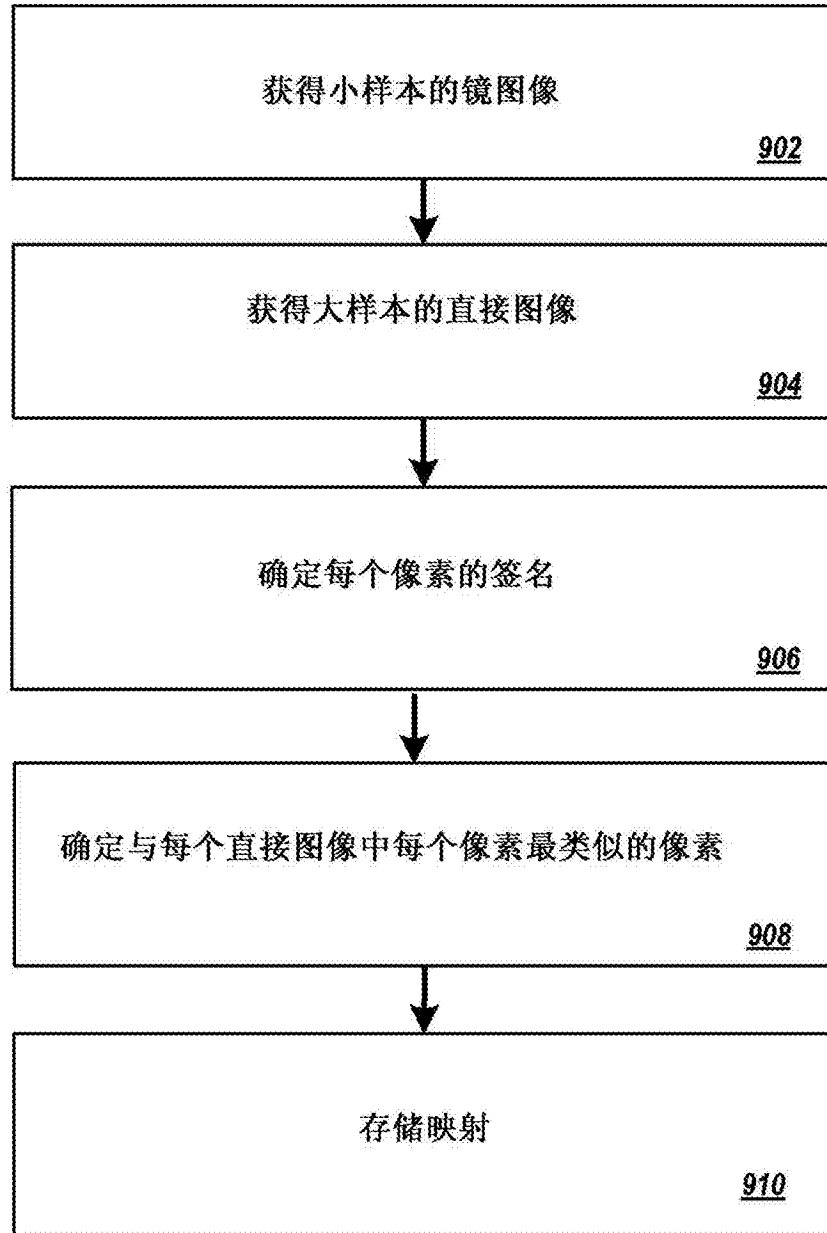 获得小样本的镜图像
902
获得大样本的直接图像
904
确定每个像素的签名
906
确定与每个直接图像中每个像素最类似的像素
908
存储映射
910